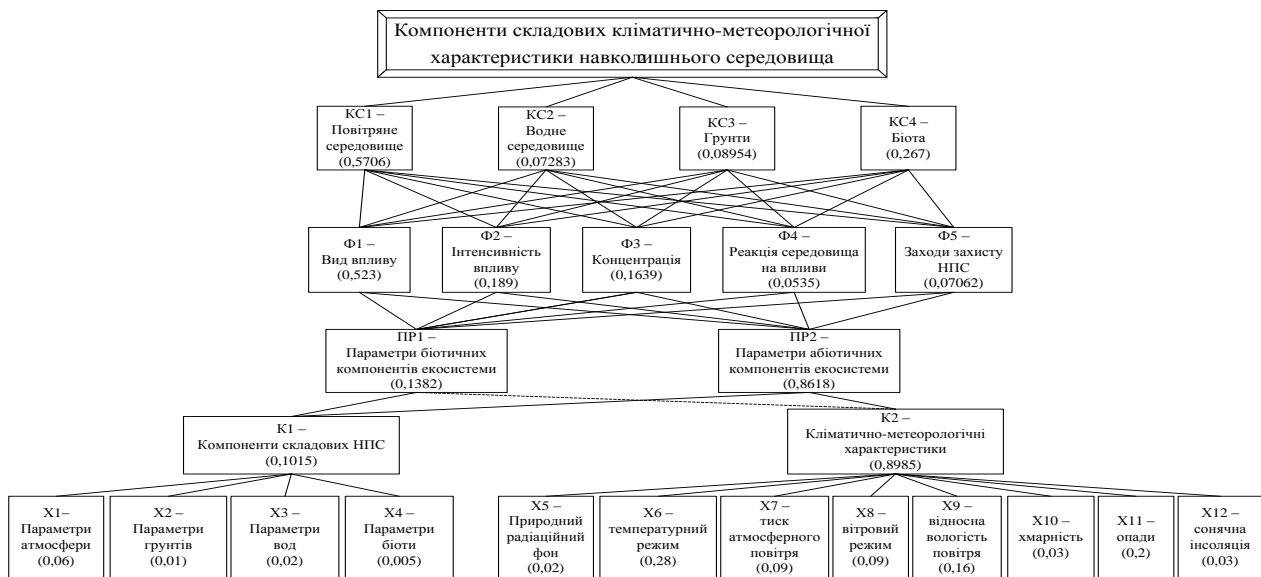 Компоненти складових кліматично-метеорологічної
характеристики навколишнього середовища
КС1 –
Повітряне
середовище
(0,5706)
КС2 –
Водне
середовище
(0,07283)
КС3 –
Грунти
(0,08954)
КС4 –
Біота
(0,267)
Ф1 –
Вид впливу
(0,523)
Ф2 –
Інтенсивність
впливу
(0,189)
Ф3 –
Концентрація
(0,1639)
Ф4 –
Реакція середовища
на впливи
(0,0535)
Ф5 –
Заходи захисту
НПС
(0,07062)
ПР1 –
Параметри біотичних
компонентів екосистеми
(0,1382)
ПР2 –
Параметри абіотичних
компонентів екосистеми
(0,8618)
К1 –
Компоненти складових НПС
(0,1015)
К2 –
Кліматично-метеорологічні
характеристики
(0,8985)
Х1–
Параметри
атмосфери
(0,06)
Х2 –
Параметри
грунтів
(0,01)
Х3 –
Параметри
вод
(0,02)
Х4 –
Параметри
біоти
(0,005)
Х5 –
Природний
радіаційний
фон
(0,02)
Х6 –
температурний
режим
(0,28)
Х7 –
тиск
атмосферного
повітря
(0,09)
Х8 –
вітровий
режим
(0,09)
Х9 –
відносна
вологість
повітря
(0,16)
Х10 –
хмарність
(0,03)
Х11 –
опади
(0,2)
Х12 –
сонячна
інсоляція
(0,03)